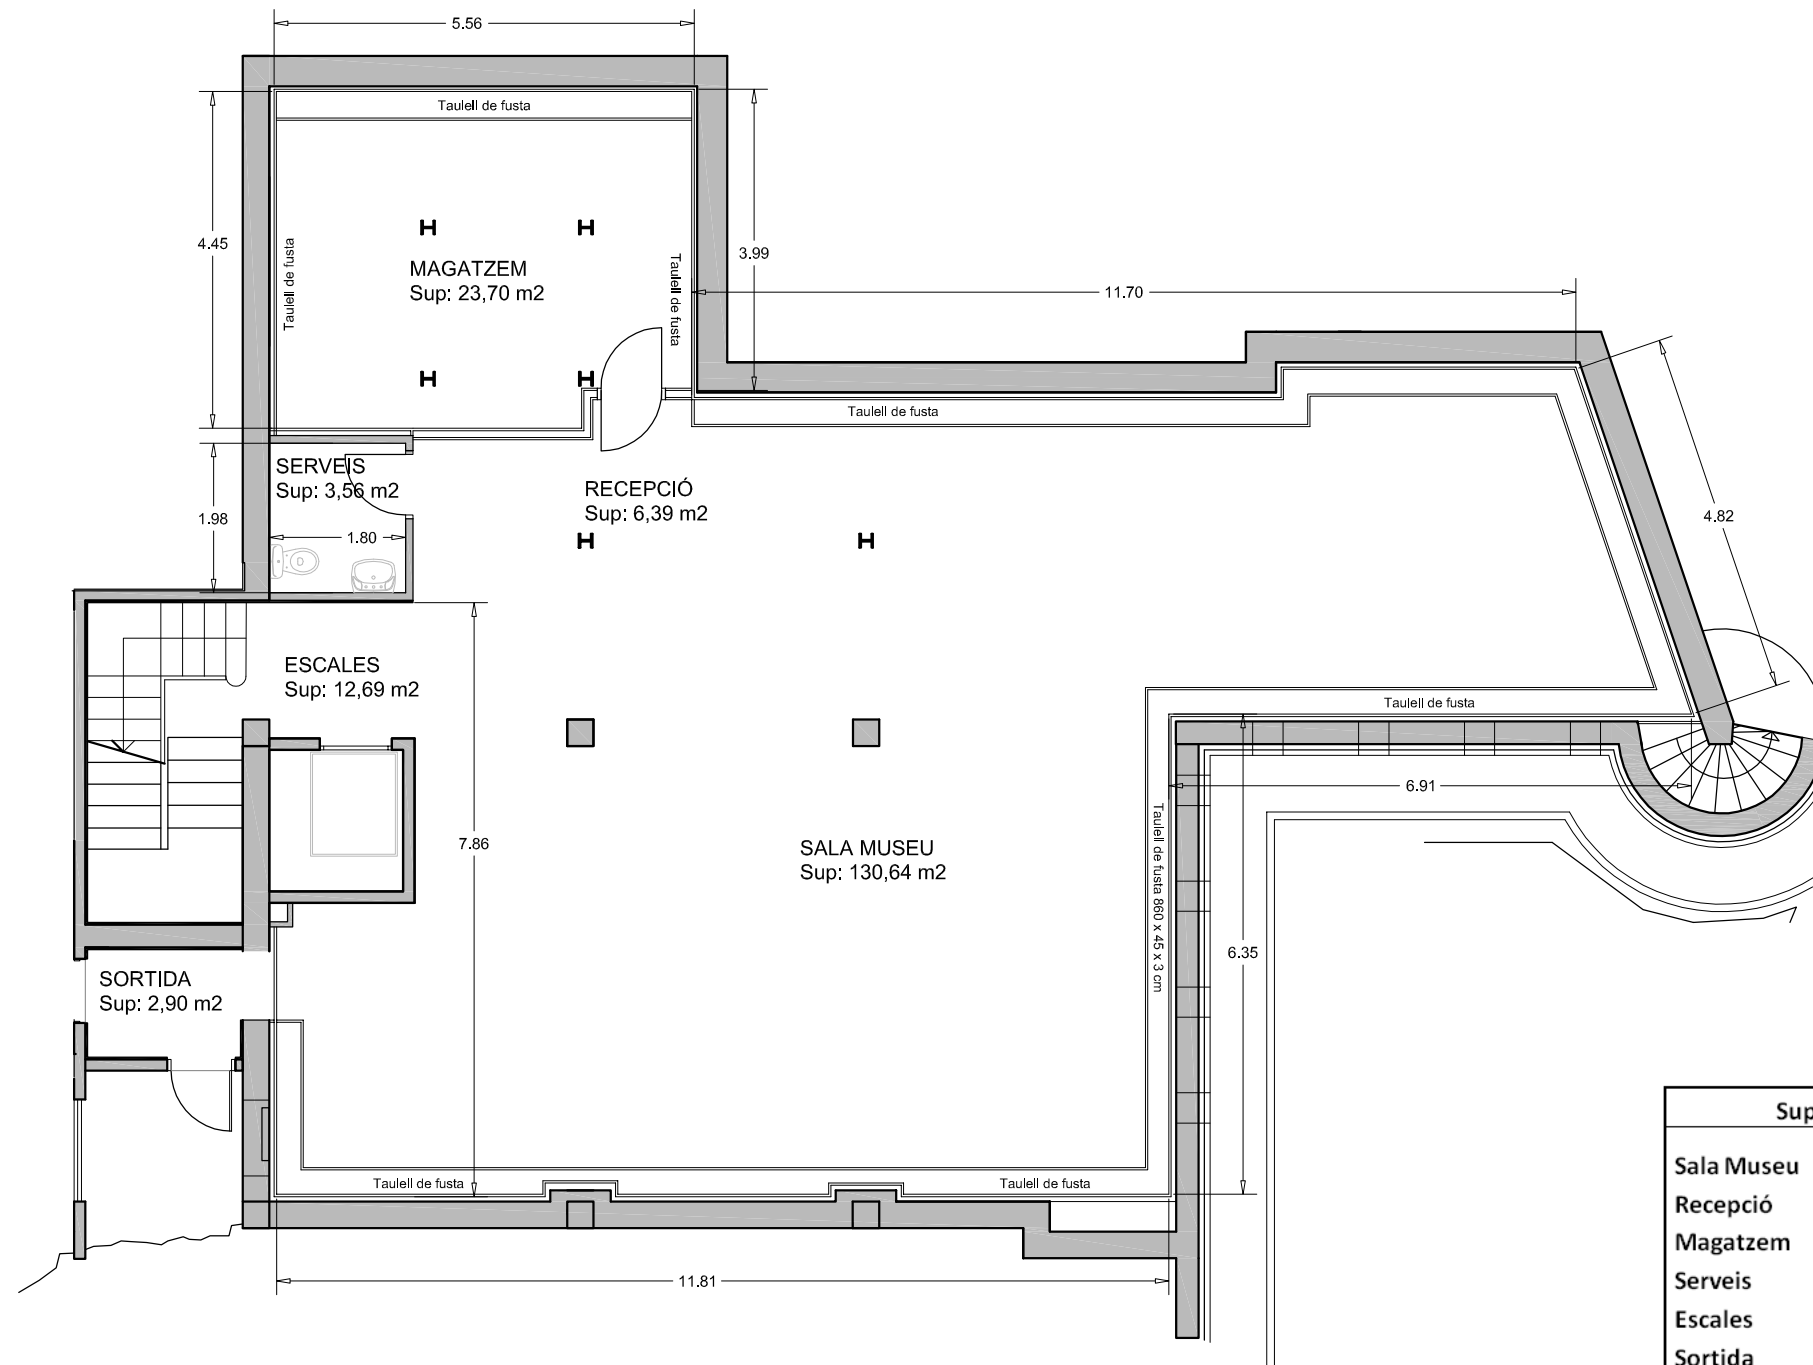 5.56
Taulell de fusta
4.45
Taulell de fusta
MAGATZEM
Sup: 23,70 m2
Taulell de fusta
3.99
11.70
Taulell de fusta
SERVEIS
Sup: 3,56 m2
1.98
1.80
RECEPCIÓ
Sup: 6,39 m2
4.82
ESCALES
Sup: 12,69 m2
Taulell de fusta
6.91
7.86
SALA MUSEU
Sup: 130,64 m2
Taulell de fusta 860 x 45 x 3 cm
6.35
SORTIDA
Sup: 2,90 m2
Taulell de fusta
Taulell de fusta
11.81
Sup
Sala Museu
Recepció
Magatzem
Serveis
Escales
Sortida